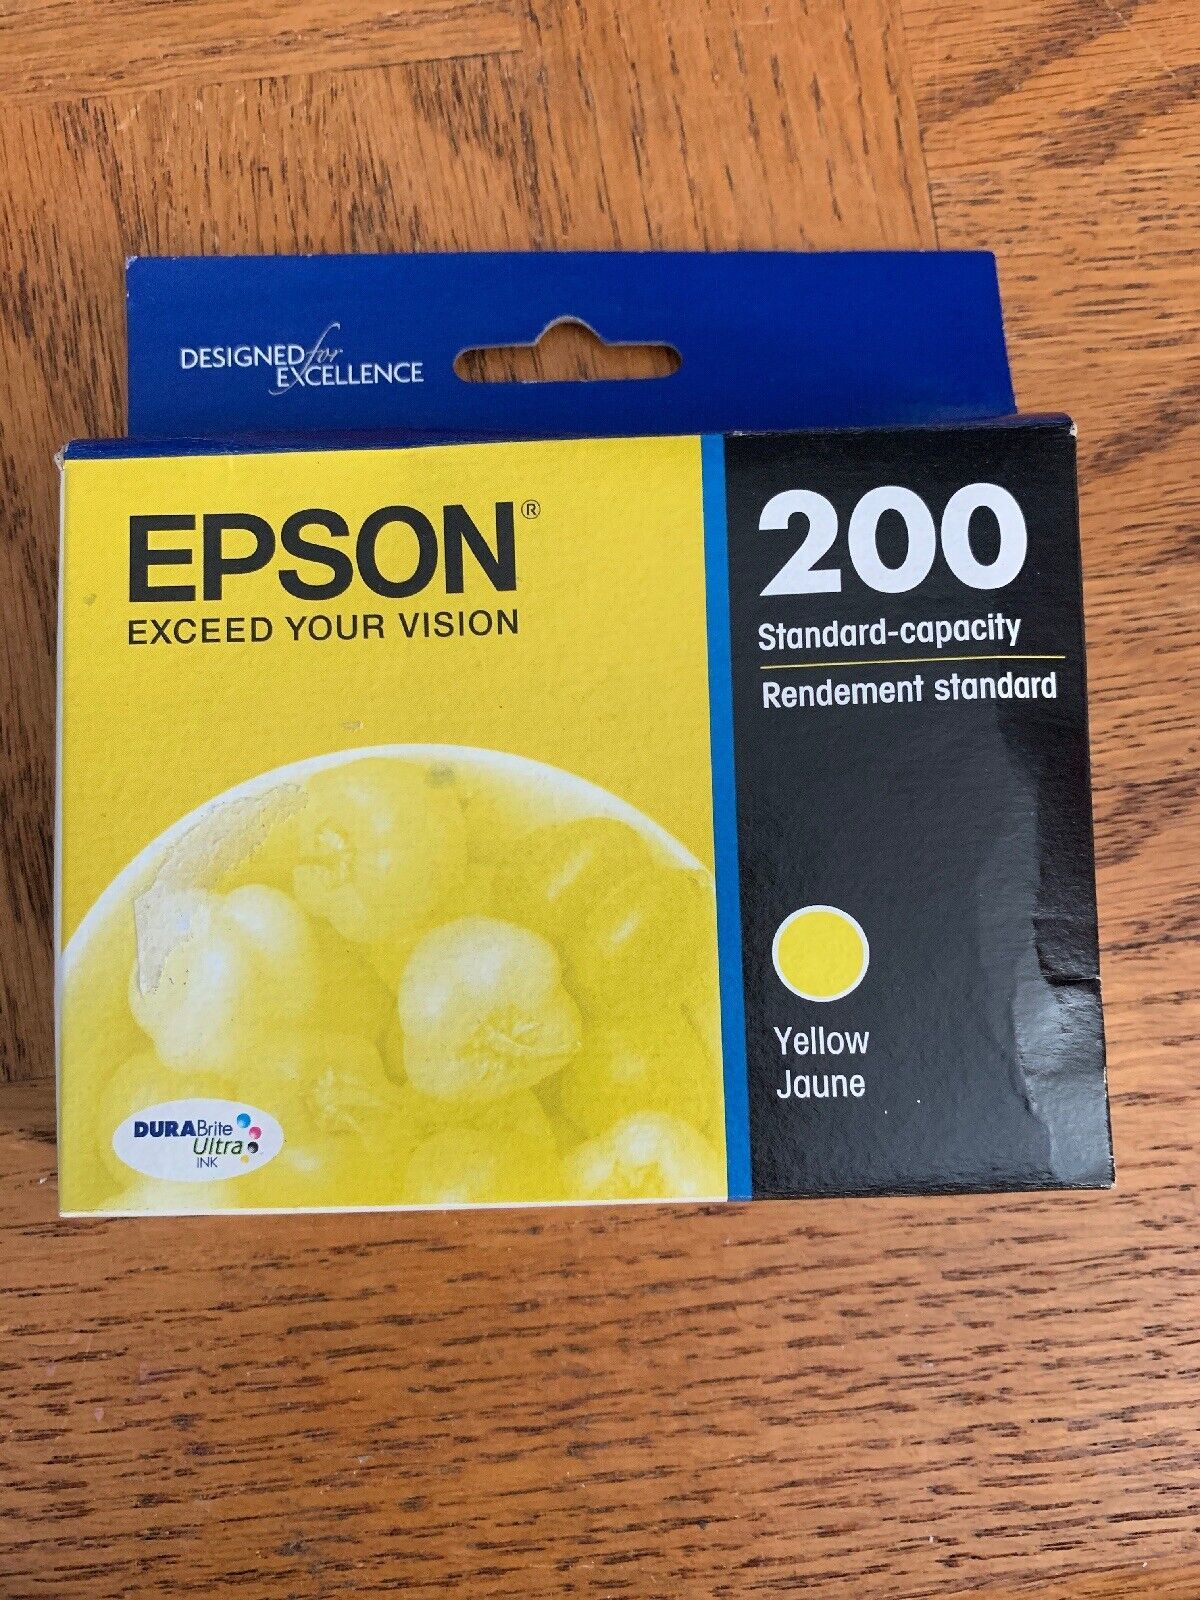 DESIGNED for
EXCELLENCE
EPSON®
EXCEED YOUR VISION
200
Standard-capacity
Rendement standard
Yellow
Jaune
DURABrite
Ultra
INK